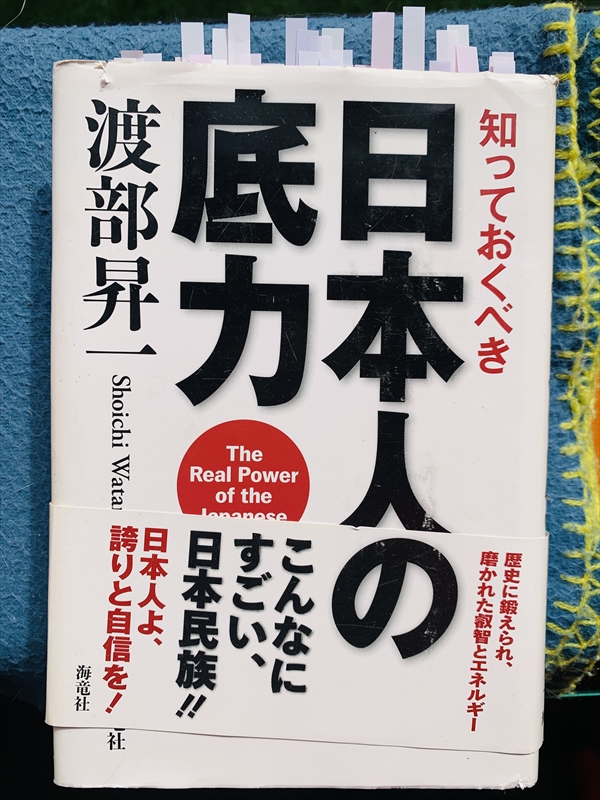 知っておくべき
日本人の
底力
渡部昇一
Shoichi Watan
The
Real Power
of the
Japanese
歴史に鍛えられ、
磨かれた叡智とエネルギー
こんなに
すごい、
日本民族!!
日本人よ、
誇りと自信を!
海竜社
社